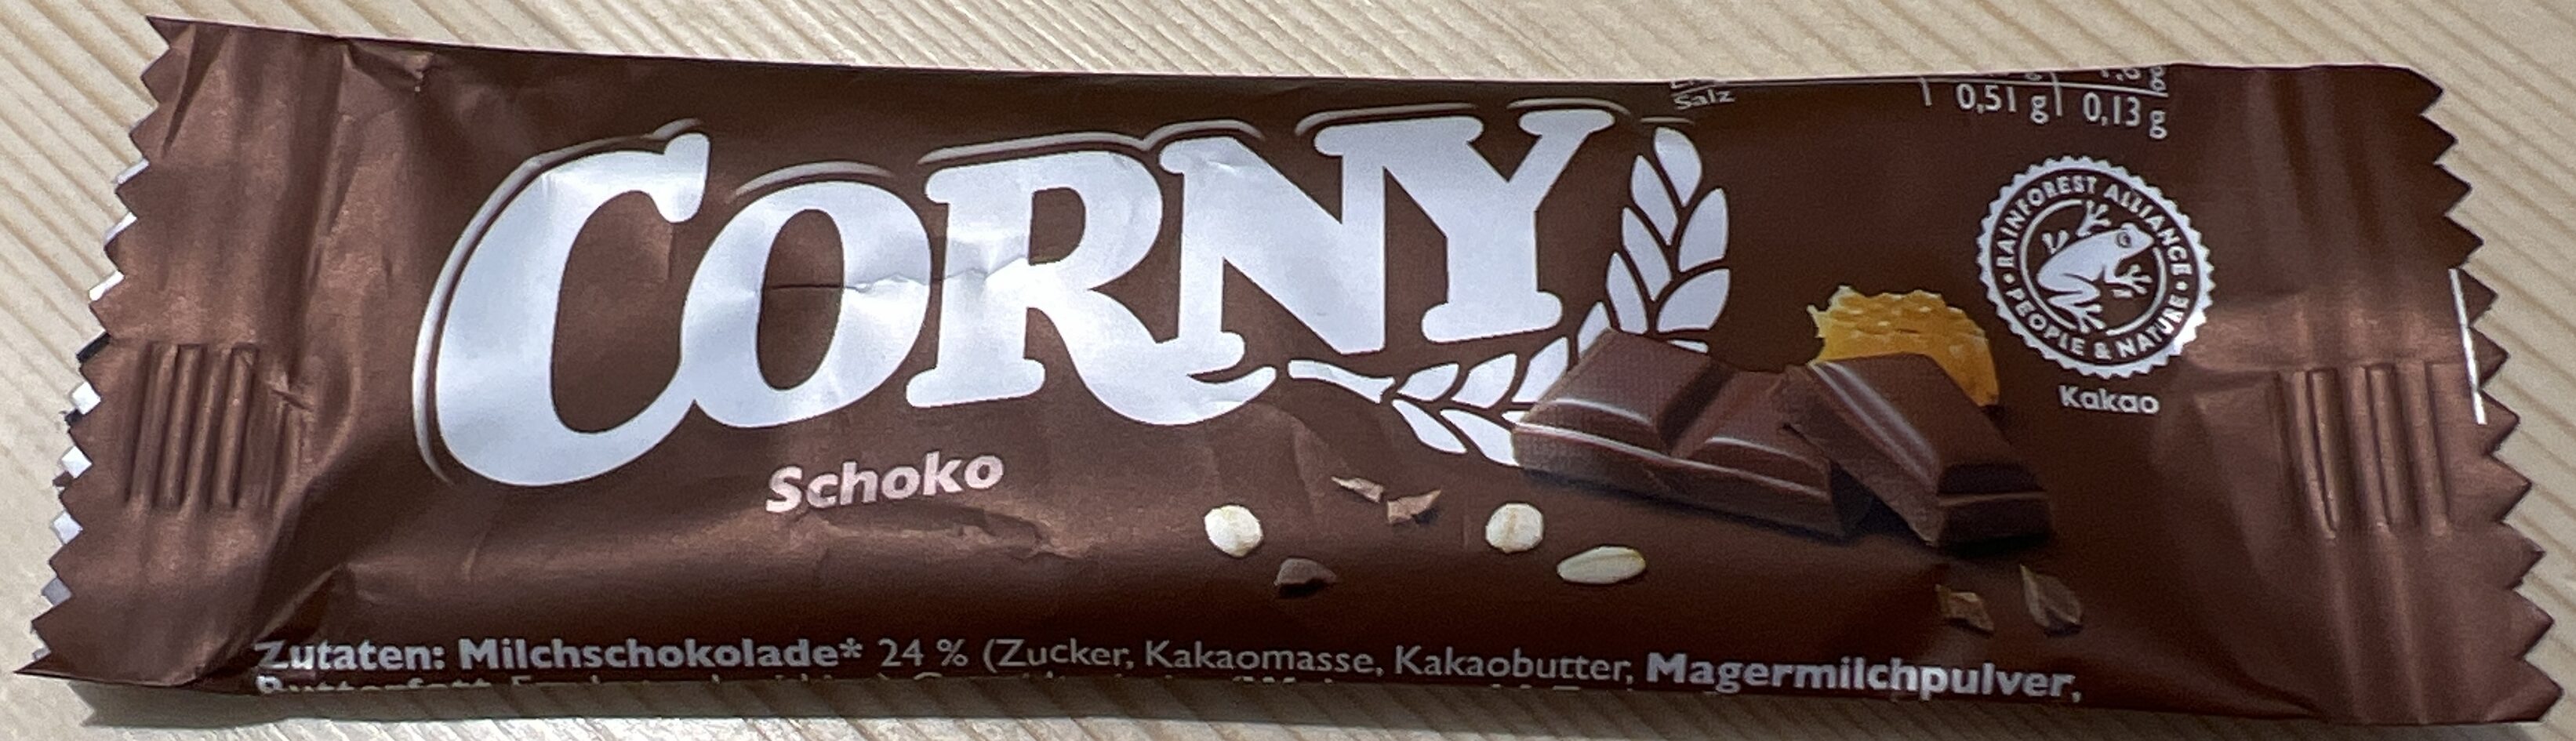 Salz
0,51 g 0,13 g
CORNY
RAINFOREST ALLIANCE
• PEOPLE & NATURE •
Kakao
Schoko
Zutaten: Milchschokolade* 24 % (Zucker, Kakaomasse, Kakaobutter, Magermilchpulver,